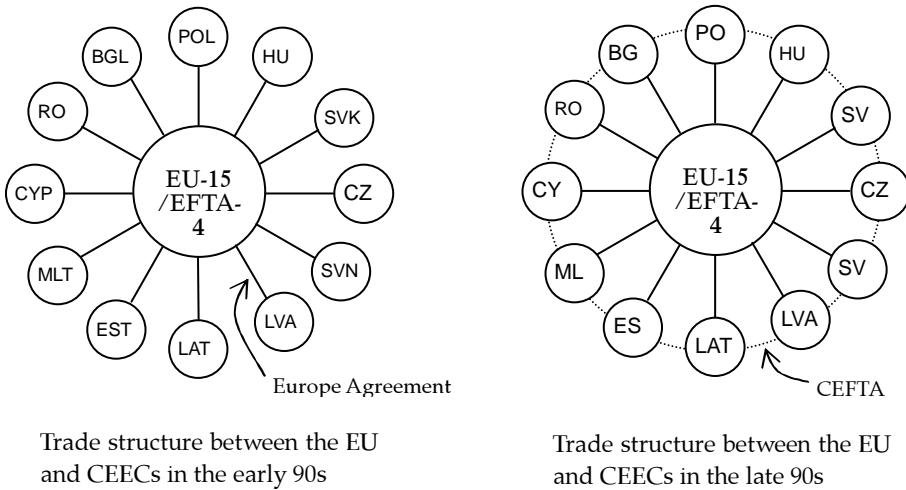 POL
BGL
HU
RO
SVK
CYP
EU-15
/EFTA-
4
CZ
MLT
SVN
EST
LAT
LVA
Europe Agreement
Trade structure between the EU
and CEECs in the early 90s
PO
BG
HU
RO
SV
CY
EU-15
/EFTA-
4
CZ
ML
SV
ES
LAT
LVA
CEFTA
Trade structure between the EU
and CEECs in the late 90s